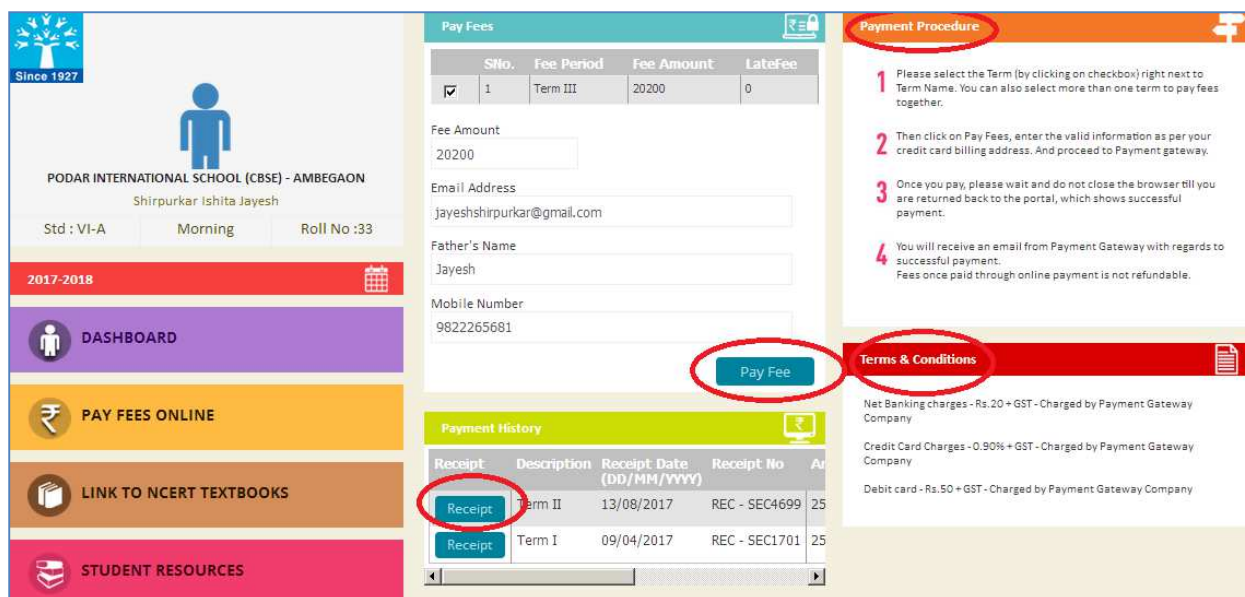 Since 1927
PODAR INTERNATIONAL SCHOOL (CBSE) - AMBEGAON
Shirpurkar Ishita Jayesh
Std : VI-A Morning Roll No :33
2017-2018
DASHBOARD
PAY FEES ONLINE
LINK TO NCERT TEXTBOOKS
STUDENT RESOURCES
Pay Fees
SNo. Fee Period Fee Amount LateFee
1 Term III 20200 0
Fee Amount
20200
Email Address
jayeshshirpurkar@gmail.com
Father's Name
Jayesh
Mobile Number
9822265681
Pay Fee
Payment History
Receipt Description Receipt Date Receipt No
(DD/MM/YYYY)
Receipt Term II 13/08/2017 REC - SEC4699 25
Receipt Term I 09/04/2017 REC - SEC1701 25
Payment Procedure
1 Please select the Term (by clicking on checkbox) right next to
Term Name. You can also select more than one term to pay fees
together.
2 Then click on Pay Fees, enter the valid information as per your
credit card billing address. And proceed to Payment gateway.
3 Once you pay, please wait and do not close the browser till you
are returned back to the portal, which shows successful
payment.
4 You will receive an email from Payment Gateway with regards to
successful payment.
Fees once paid through online payment is not refundable.
Terms & Conditions
Net Banking charges - Rs.20 + GST - Charged by Payment Gateway
Company
Credit Card Charges - 0.90% + GST - Charged by Payment Gateway
Company
Debit card - Rs.50 + GST - Charged by Payment Gateway Company